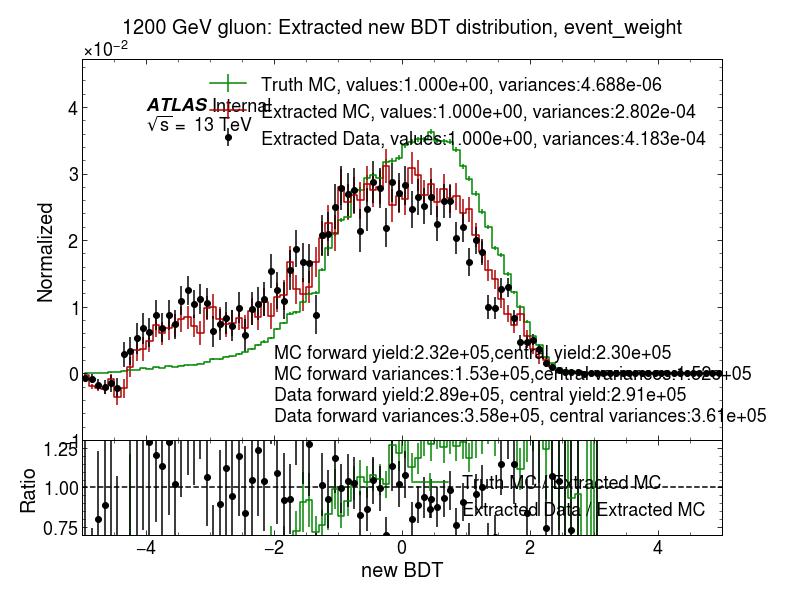 1200 GeV gluon: Extracted new BDT distribution, event_weight
×10⁻²
Truth MC, values:1.000e+00, variances:4.688e-06
ATLAS Internal
Extracted MC, values:1.000e+00, variances:2.802e-04
√s = 13 TeV
Extracted Data, values:1.000e+00, variances:4.183e-04
4
3
2
1
0
Normalized
MC forward yield:2.32e+05,central yield:2.30e+05
MC forward variances:1.53e+05,central variances:1.52e+05
Data forward yield:2.89e+05, central yield:2.91e+05
Data forward variances:3.58e+05, central variances:3.61e+05
1.25
1.00
0.75
Ratio
Truth MC / Extracted MC
Extracted Data / Extracted MC
−4 −2 0 2 4
new BDT